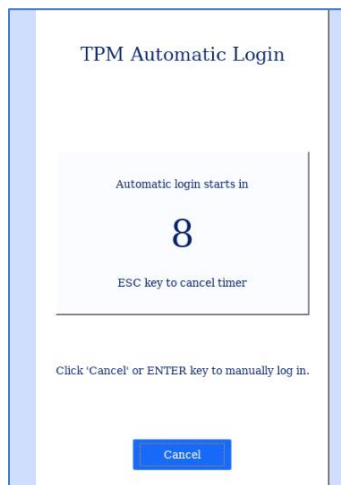 TPM Automatic Login
Automatic login starts in
8
ESC key to cancel timer
Click 'Cancel' or ENTER key to manually log in.
Cancel